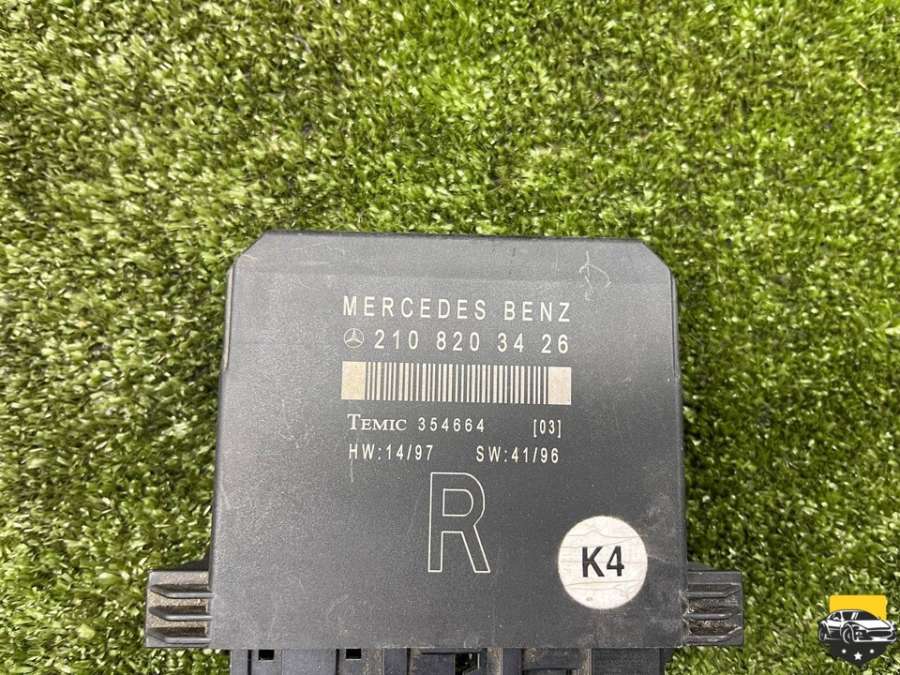 MERCEDES BENZ
210 820 34 26
TEMIC 354664 [03]
HW:14/97 SW:41/96
R
K4